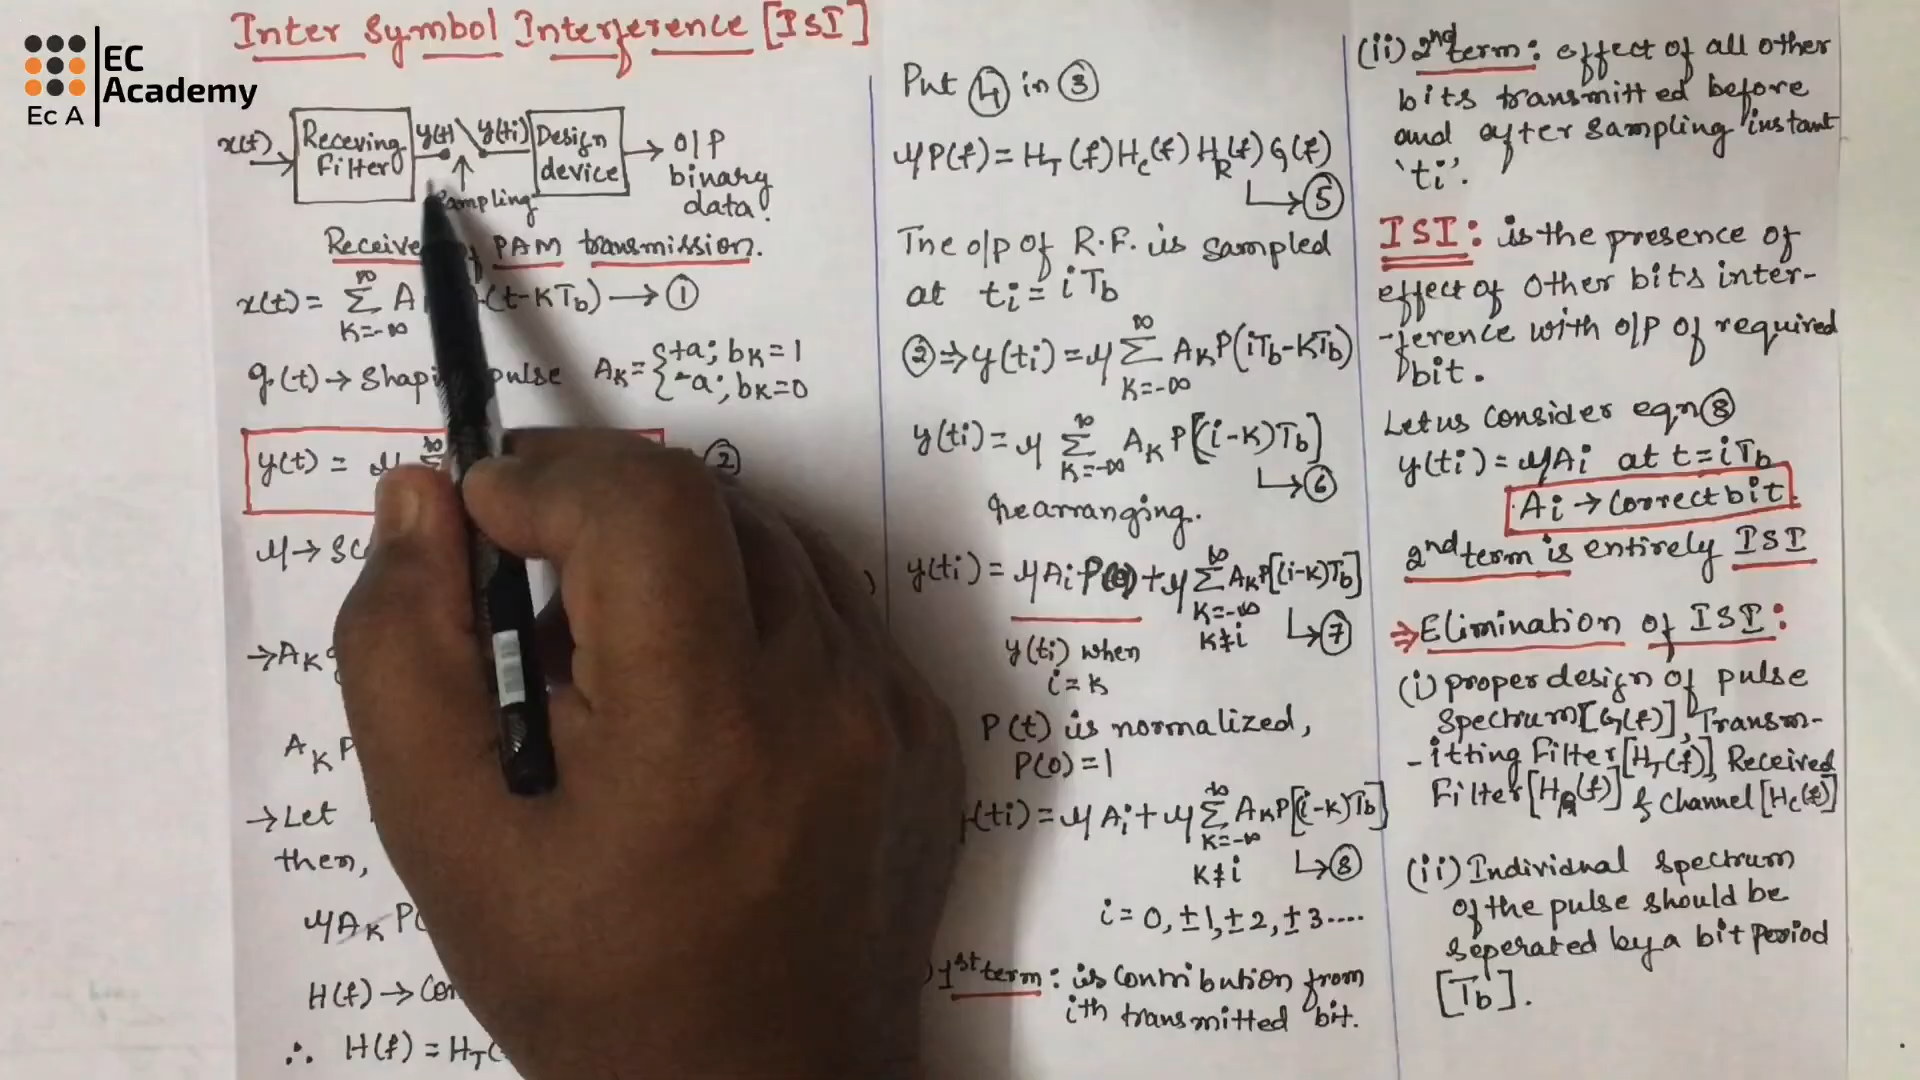 Inter Symbol Interference [ISI]
EC
Academy
Ec A
x(t)
Receving
Filter
y(t)
y(ti)
Sampling
Design
device
O/P
binary
data.
PAM transmission.
x(t) = ∞ Σ K=-∞ A (t-KTb) → ①
g(t) → Shapi pulse AK = { +a; bK=1
-a; bK=0
y(t) = μ ②
μ →
→ AK
AK P
→ Let
then,
μAK P(
H(f) →
∴ H(f) = HT(
Put ④ in ③
μP(f) = HT(f) Hc(f) HR(f) G(f)
↳ ⑤
The o/p of R.F. is sampled
at ti = iTb
② ⇒ y(ti) = μ ∞ Σ K=-∞ AK P(iTb-KTb)
y(ti) = μ ∞ Σ K=-∞ AK P[(i-K)Tb]
↳ ⑥
Rearranging.
y(ti) = μAi P(0) + μ ∞ Σ K=-∞ K≠i AK P[(i-K)Tb]
↳ ⑦
y(ti) when
i = K
P(t) is normalized,
P(0) = 1
(ti) = μAi + μ ∞ Σ K=-∞ K≠i AK P[(i-K)Tb]
↳ ⑧
i = 0, ±1, ±2, ±3....
) 1st term : is contribution from
ith transmitted bit.
(ii) 2nd term : effect of all other
bits transmitted before
and after sampling instant
'ti'.
ISI : is the presence of
effect of other bits inter-
-ference with o/p of required
bit.
Let us consider eqn ⑧
y(ti) = μAi at t=iTb
Ai → Correct bit.
2nd term is entirely ISI
⇒ Elimination of ISI :
(i) proper design of pulse
Spectrum [G(f)], Transm-
-itting Filter [HT(f)], Received
Filter [HR(f)] & Channel [Hc(f)]
(ii) Individual spectrum
of the pulse should be
seperated by a bit Period
[Tb].